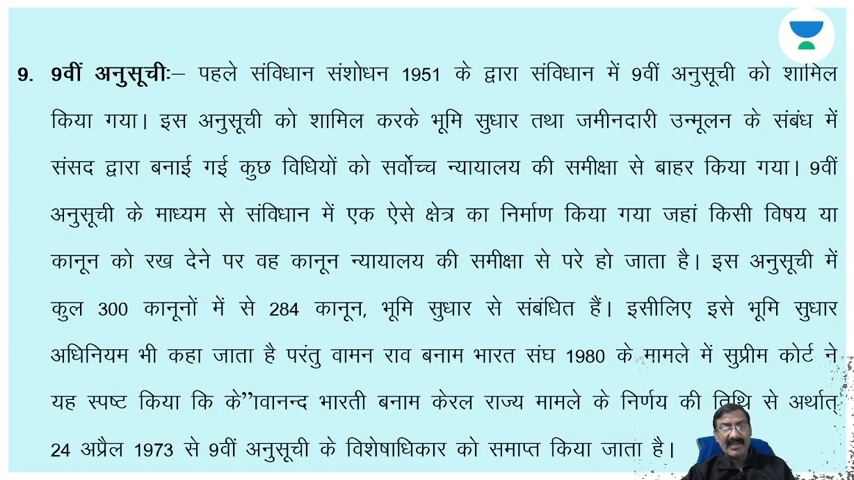 9. 9वीं अनुसूचीः– पहले संविधान संशोधन 1951 के द्वारा संविधान में 9वीं अनुसूची को शामिल
किया गया। इस अनुसूची को शामिल करके भूमि सुधार तथा जमीनदारी उन्मूलन के संबंध में
संसद द्वारा बनाई गई कुछ विधियों को सर्वोच्च न्यायालय की समीक्षा से बाहर किया गया। 9वीं
अनुसूची के माध्यम से संविधान में एक ऐसे क्षेत्र का निर्माण किया गया जहां किसी विषय या
कानून को रख देने पर वह कानून न्यायालय की समीक्षा से परे हो जाता है। इस अनुसूची में
कुल 300 कानूनों में से 284 कानून, भूमि सुधार से संबंधित हैं। इसीलिए इसे भूमि सुधार
अधिनियम भी कहा जाता है परंतु वामन राव बनाम भारत संघ 1980 के मामले में सुप्रीम कोर्ट ने
यह स्पष्ट किया कि के”ावानन्द भारती बनाम केरल राज्य मामले के निर्णय की तिथि से अर्थात्
24 अप्रैल 1973 से 9वीं अनुसूची के विशेषाधिकार को समाप्त किया जाता है।